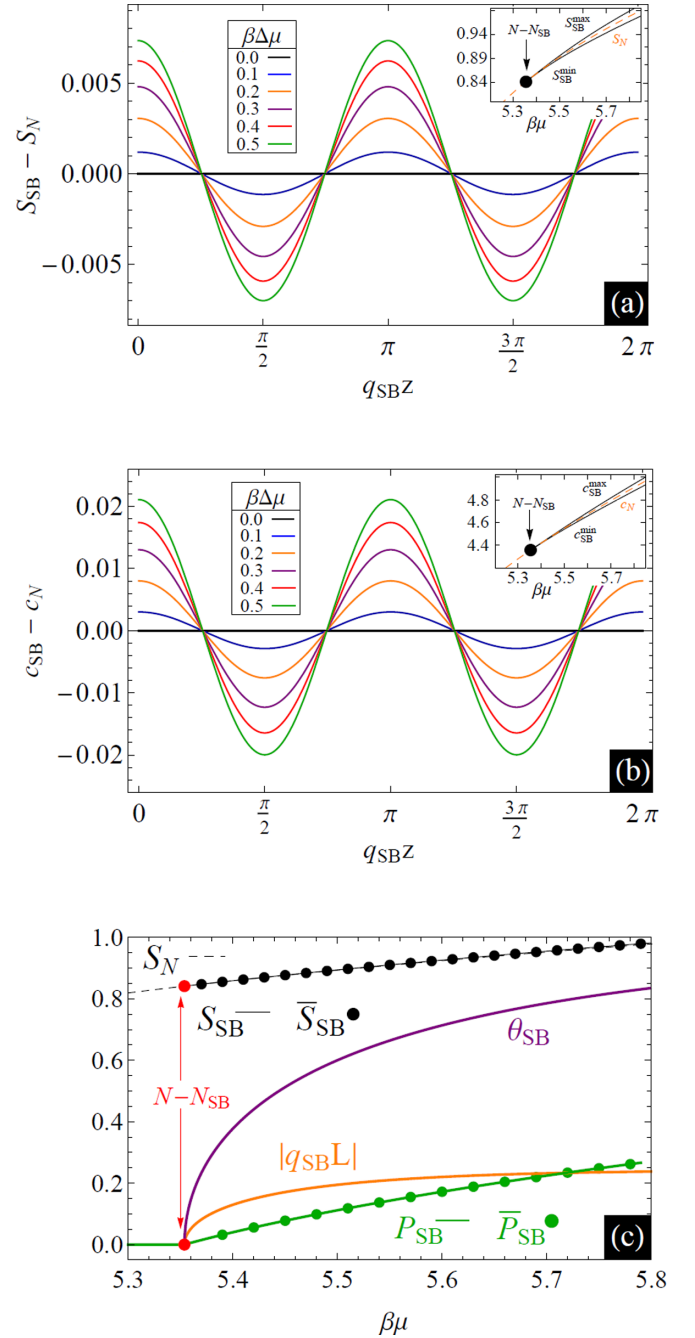 βΔμ
0.0
0.1
0.2
0.3
0.4
0.5
S_SB − S_N
0.005
0.000
−0.005
0.94
0.89
0.84
N−N_SB
S_SB^max
S_N
S_SB^min
5.3 5.5 5.7
βμ
(a)
0 π/2 π 3π/2 2π
q_SB z
βΔμ
0.0
0.1
0.2
0.3
0.4
0.5
c_SB − c_N
0.02
0.01
0.00
−0.01
−0.02
4.8
4.6
4.4
N−N_SB
c_SB^max
c_N
c_SB^min
5.3 5.5 5.7
βμ
(b)
0 π/2 π 3π/2 2π
q_SB z
1.0
0.8
0.6
0.4
0.2
0.0
S_N
S_SB S̅_SB
θ_SB
N−N_SB
|q_SB L|
P_SB P̅_SB
(c)
5.3 5.4 5.5 5.6 5.7 5.8
βμ